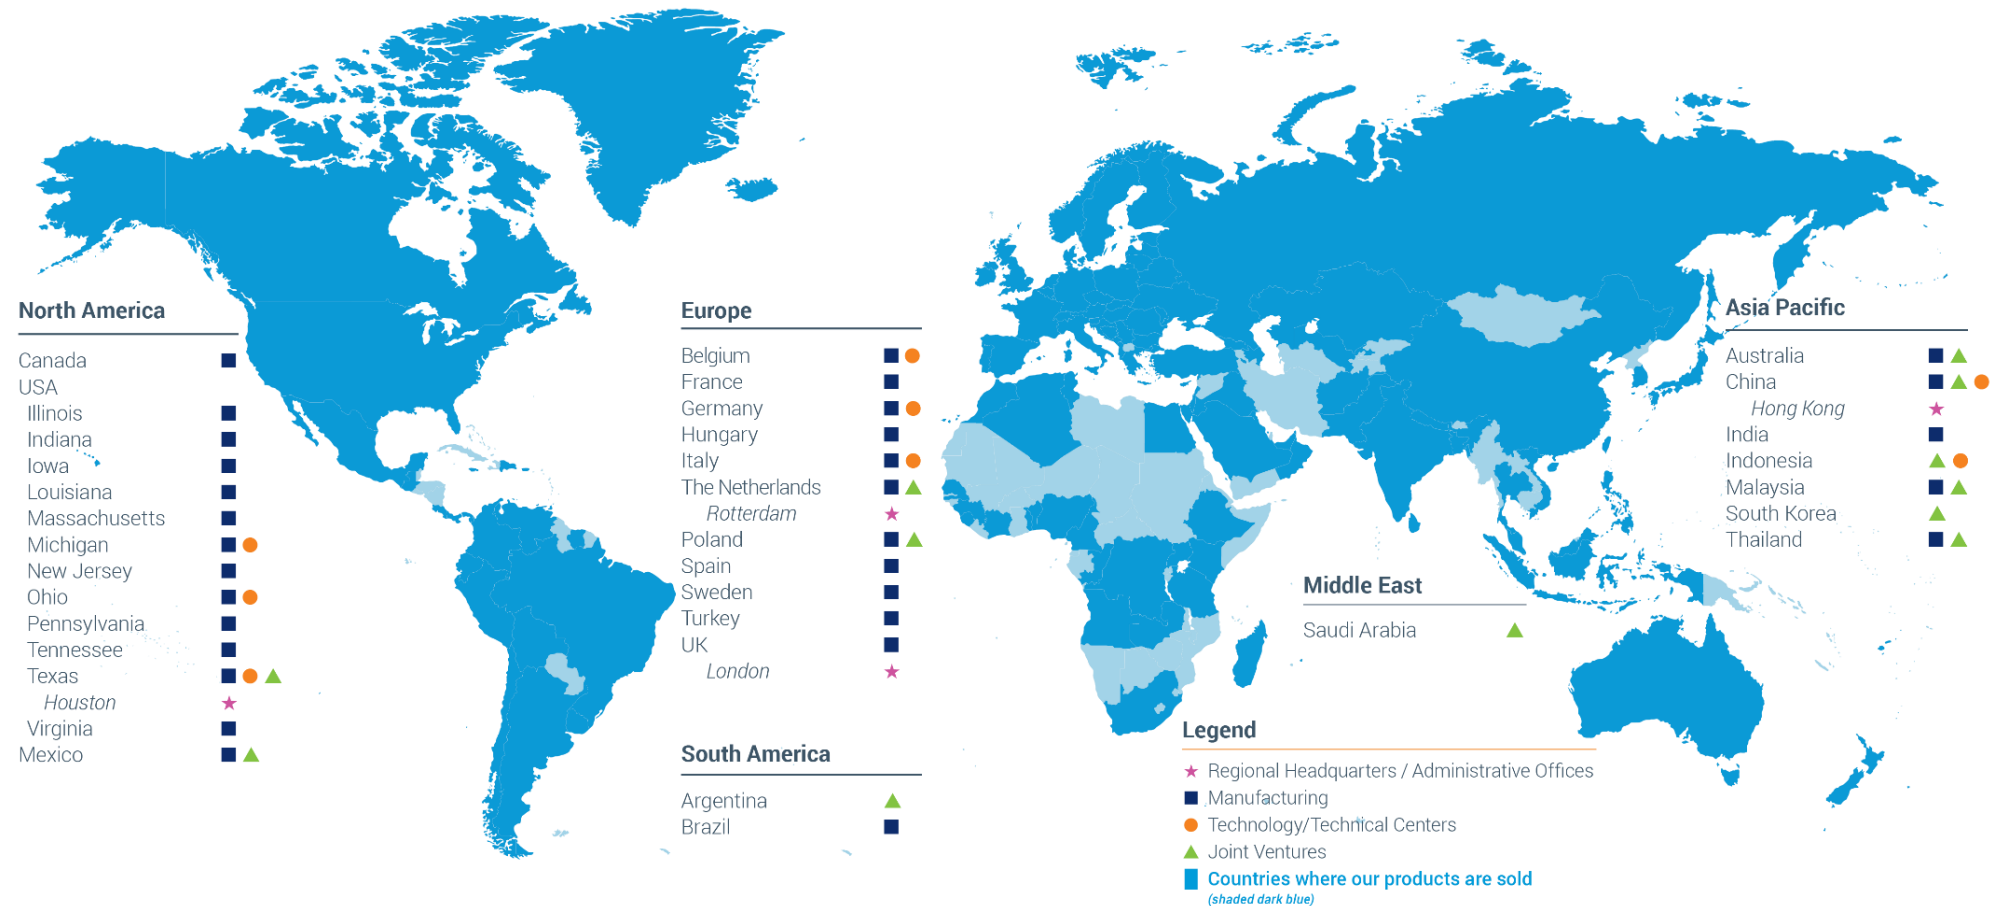 North America
Canada
USA
Illinois
Indiana
Iowa
Louisiana
Massachusetts
Michigan
New Jersey
Ohio
Pennsylvania
Tennessee
Texas
Houston
Virginia
Mexico
Europe
Belgium
France
Germany
Hungary
Italy
The Netherlands
Rotterdam
Poland
Spain
Sweden
Turkey
UK
London
South America
Argentina
Brazil
Middle East
Saudi Arabia
Asia Pacific
Australia
China
Hong Kong
India
Indonesia
Malaysia
South Korea
Thailand
Legend
Regional Headquarters / Administrative Offices
Manufacturing
Technology/Technical Centers
Joint Ventures
Countries where our products are sold
(shaded dark blue)